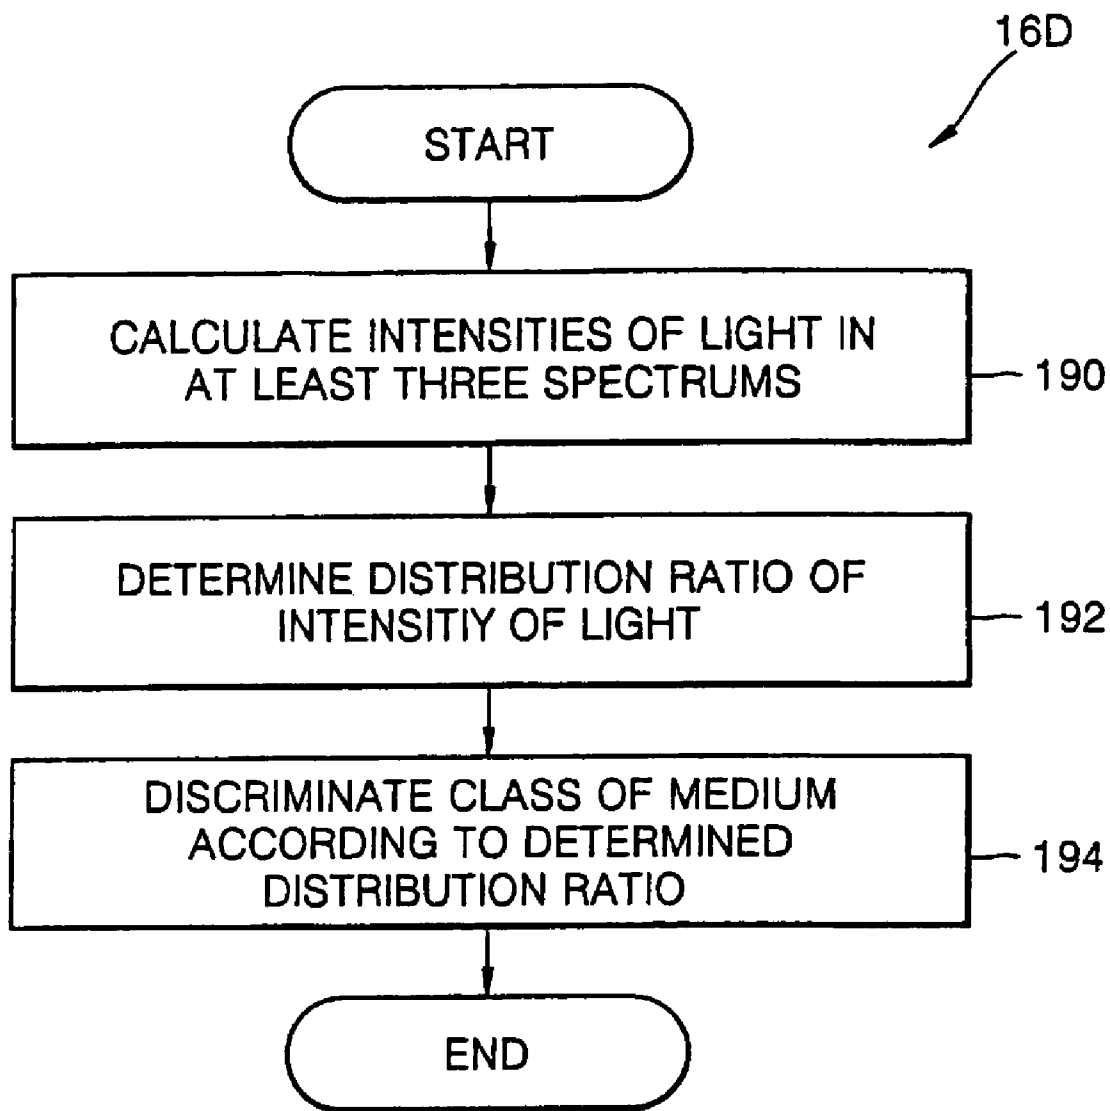 16D
START
CALCULATE INTENSITIES OF LIGHT IN
AT LEAST THREE SPECTRUMS
190
DETERMINE DISTRIBUTION RATIO OF
INTENSITIY OF LIGHT
192
DISCRIMINATE CLASS OF MEDIUM
ACCORDING TO DETERMINED
DISTRIBUTION RATIO
194
END